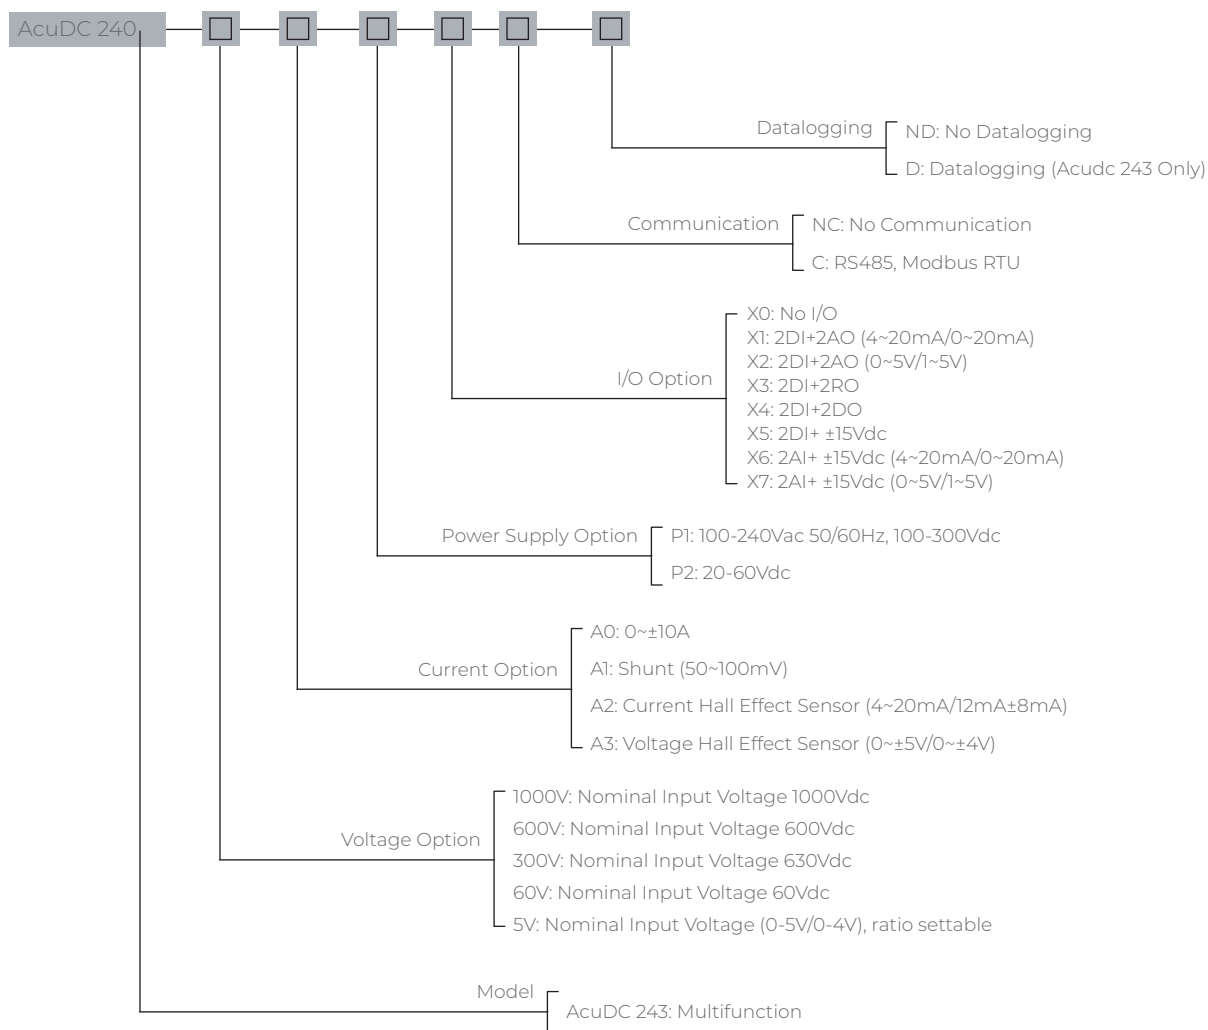 AcuDC 240
Datalogging
ND: No Datalogging
D: Datalogging (Acudc 243 Only)
Communication
NC: No Communication
C: RS485, Modbus RTU
I/O Option
X0: No I/O
X1: 2DI+2AO (4~20mA/0~20mA)
X2: 2DI+2AO (0~5V/1~5V)
X3: 2DI+2RO
X4: 2DI+2DO
X5: 2DI+ ±15Vdc
X6: 2AI+ ±15Vdc (4~20mA/0~20mA)
X7: 2AI+ ±15Vdc (0~5V/1~5V)
Power Supply Option
P1: 100-240Vac 50/60Hz, 100-300Vdc
P2: 20-60Vdc
Current Option
A0: 0~±10A
A1: Shunt (50~100mV)
A2: Current Hall Effect Sensor (4~20mA/12mA±8mA)
A3: Voltage Hall Effect Sensor (0~±5V/0~±4V)
Voltage Option
1000V: Nominal Input Voltage 1000Vdc
600V: Nominal Input Voltage 600Vdc
300V: Nominal Input Voltage 630Vdc
60V: Nominal Input Voltage 60Vdc
5V: Nominal Input Voltage (0-5V/0-4V), ratio settable
Model
AcuDC 243: Multifunction